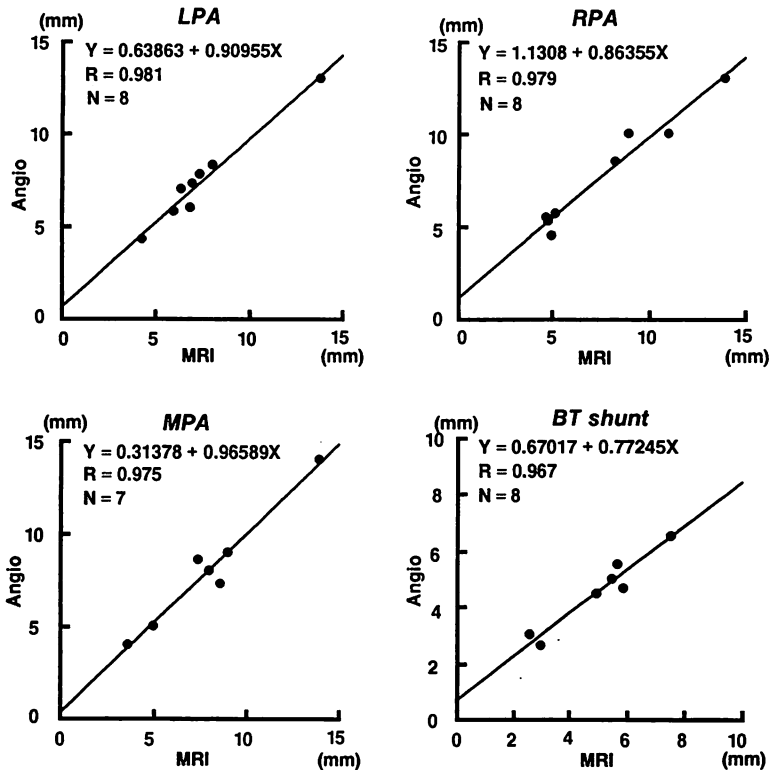 LPA
(mm)
15
Y = 0.63863 + 0.90955X
R = 0.981
N = 8
10
Angio
5
0
0 5 10 15
MRI (mm)
RPA
(mm)
15
Y = 1.1308 + 0.86355X
R = 0.979
N = 8
10
Angio
5
0
0 5 10 15
MRI (mm)
MPA
(mm)
15
Y = 0.31378 + 0.96589X
R = 0.975
N = 7
10
Angio
5
0
0 5 10 15
MRI (mm)
BT shunt
(mm)
10
Y = 0.67017 + 0.77245X
R = 0.967
N = 8
8
6
Angio
4
2
0
0 2 4 6 8 10
MRI (mm)